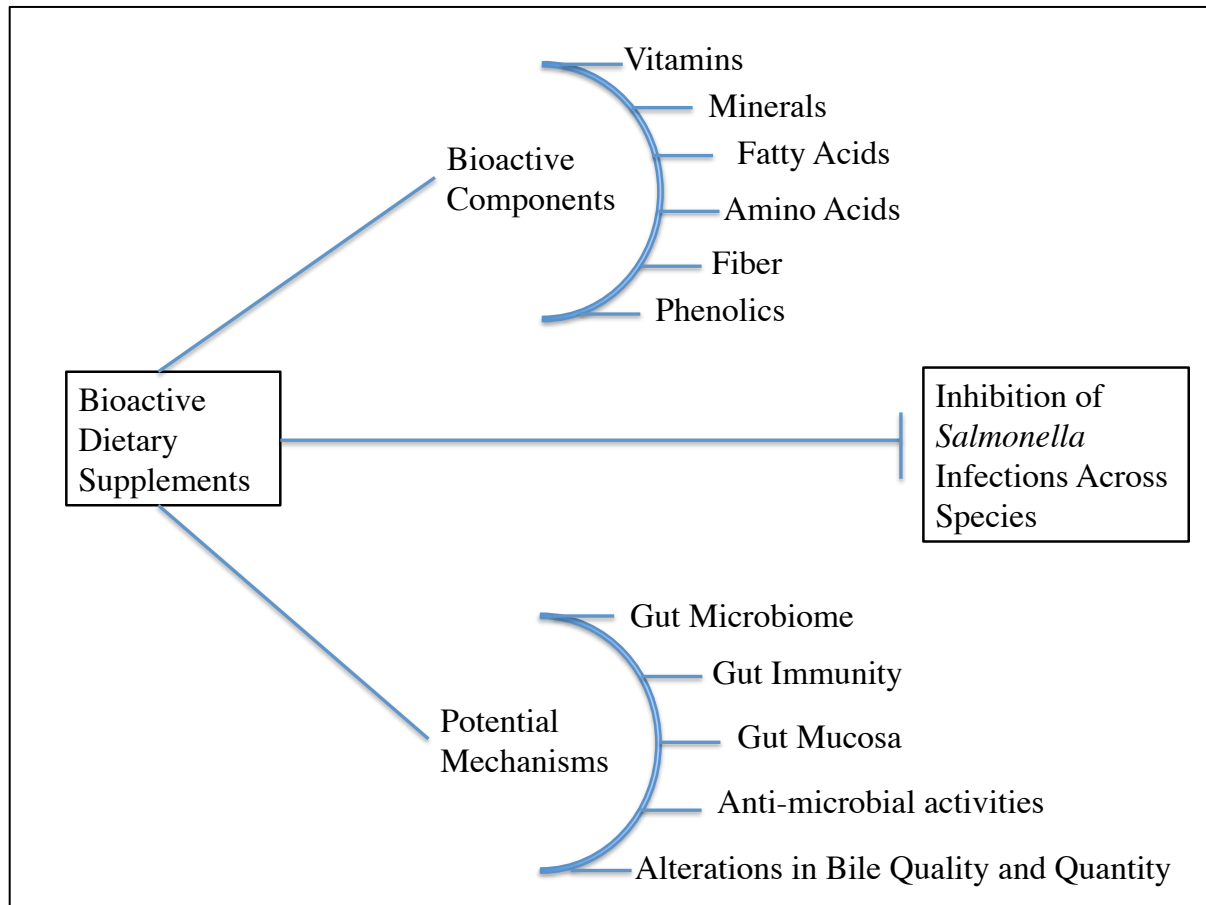 Vitamins
Minerals
Fatty Acids
Amino Acids
Fiber
Phenolics
Bioactive
Components
Bioactive
Dietary
Supplements
Inhibition of
Salmonella
Infections Across
Species
Potential
Mechanisms
Gut Microbiome
Gut Immunity
Gut Mucosa
Anti-microbial activities
Alterations in Bile Quality and Quantity